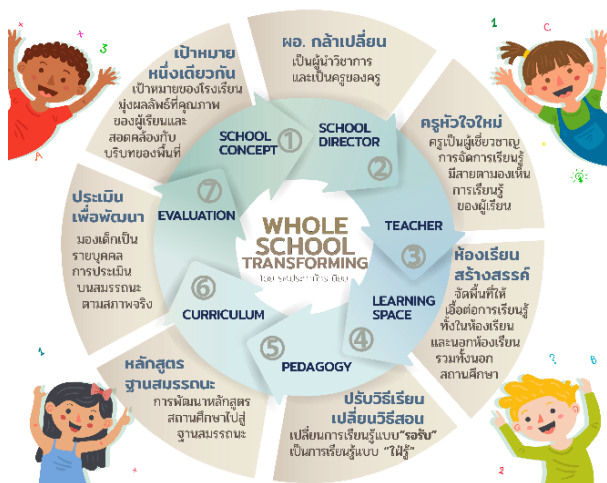 เป้าหมาย
หนึ่งเดียวกัน
เป้าหมายของโรงเรียน
มุ่งผลลัพธ์ที่คุณภาพ
ของผู้เรียนและ
สอดคล้องกับ
บริบทของพื้นที่
ผอ. กล้าเปลี่ยน
เป็นผู้นำวิชาการ
และเป็นครูของครู
ครูหัวใจใหม่
ครูเป็นผู้เชี่ยวชาญ
การจัดการเรียนรู้
มีสายตามองเห็น
การเรียนรู้
ของผู้เรียน
ห้องเรียน
สร้างสรรค์
จัดพื้นที่ให้
เอื้อต่อการเรียนรู้
ทั้งในห้องเรียน
และนอกห้องเรียน
รวมทั้งนอก
สถานศึกษา
ปรับวิธีเรียน
เปลี่ยนวิธีสอน
เปลี่ยนการเรียนรู้แบบ"รอรับ"
เป็นการเรียนรู้แบบ "ใฝ่รู้"
หลักสูตร
ฐานสมรรถนะ
การพัฒนาหลักสูตร
สถานศึกษาไปสู่
ฐานสมรรถนะ
ประเมิน
เพื่อพัฒนา
มองเด็กเป็น
รายบุคคล
การประเมิน
บนสมรรถนะ
ตามสภาพจริง
SCHOOL
CONCEPT
1
SCHOOL
DIRECTOR
2
TEACHER
3
LEARNING
SPACE
4
PEDAGOGY
5
CURRICULUM
6
EVALUATION
7
WHOLE
SCHOOL
TRANSFORMING